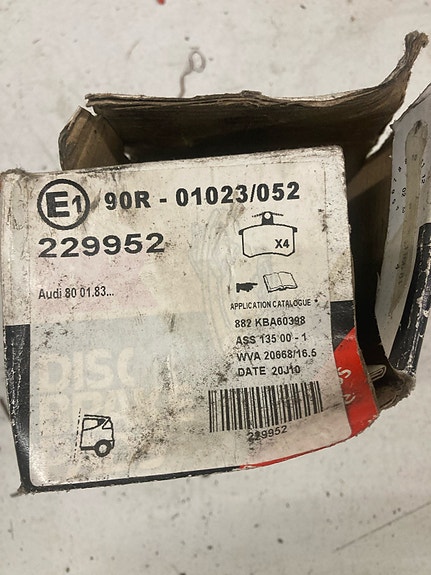 E1 90R - 01023/052
229952
X4
Audi 80 01.83...
APPLICATION CATALOGUE
882 KBA60398
ASS 135 00 - 1
WVA 20668/16.5
DATE 20J10
DISC
229952